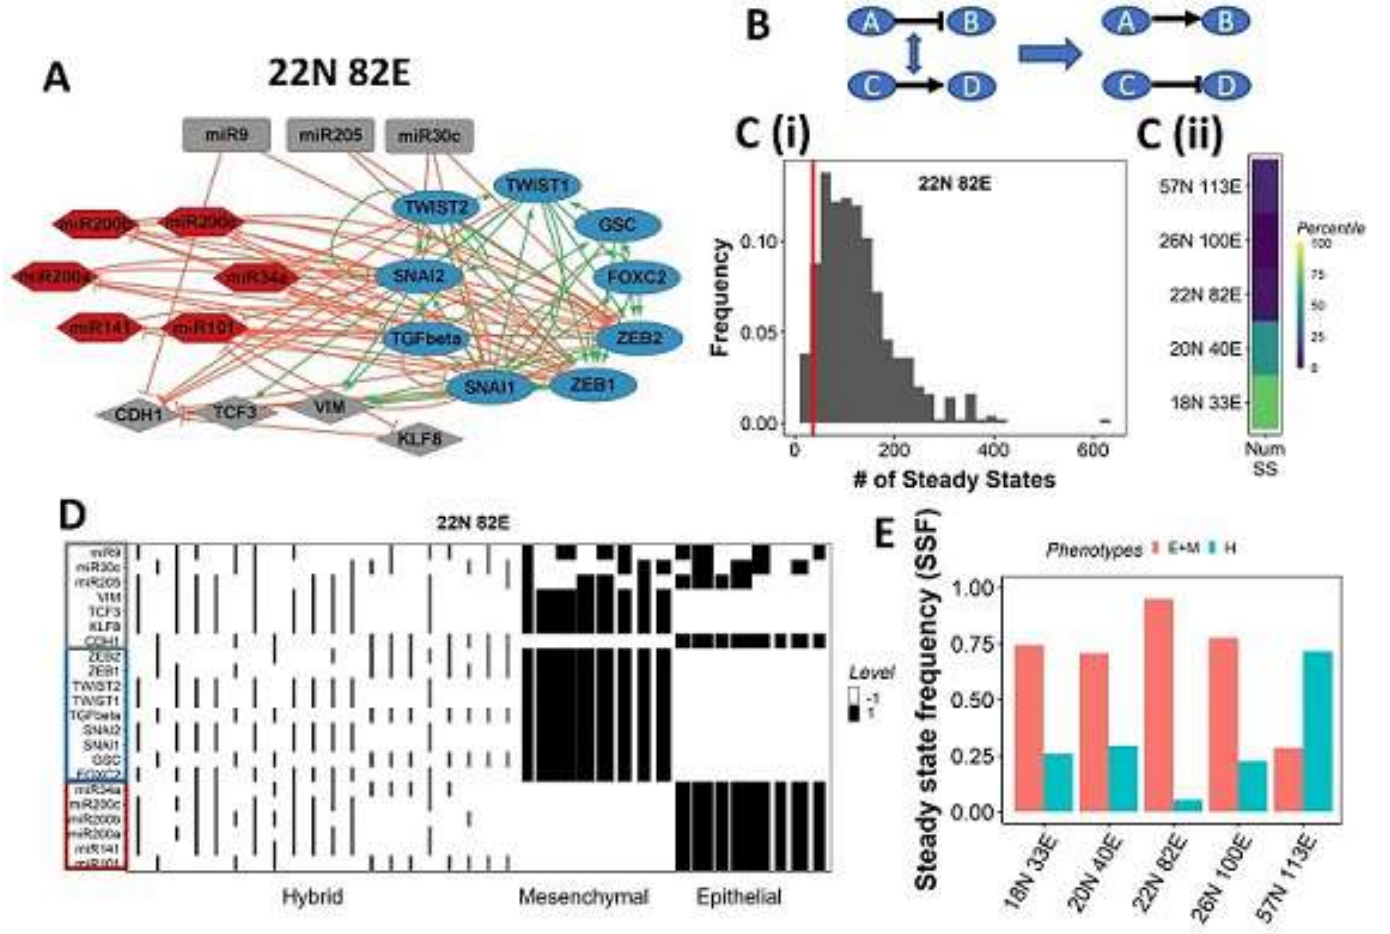 A
22N 82E
miR9
miR205
miR30c
TWIST1
TWIST2
GSC
miR200b
miR200c
miR200a
miR34a
SNAI2
FOXC2
miR141
miR101
TGFbeta
ZEB2
SNAI1
ZEB1
CDH1
TCF3
VIM
KLF8
B
A
B
A
B
C
D
C
D
C (i)
22N 82E
Frequency
0.10
0.05
0.00
0
200
400
600
# of Steady States
C (ii)
57N 113E
26N 100E
22N 82E
20N 40E
18N 33E
Num
SS
Percentile
100
75
50
25
0
D
22N 82E
miR9
miR30c
miR205
VIM
TCF3
KLF8
CDH1
ZEB2
ZEB1
TWIST2
TWIST1
TGFbeta
SNAI2
SNAI1
GSC
FOXC2
miR34a
miR200c
miR200b
miR200a
miR141
miR101
Hybrid
Mesenchymal
Epithelial
Level
-1
1
E
Phenotypes
E+M
H
Steady state frequency (SSF)
1.00
0.75
0.50
0.25
0.00
18N 33E
20N 40E
22N 82E
26N 100E
57N 113E